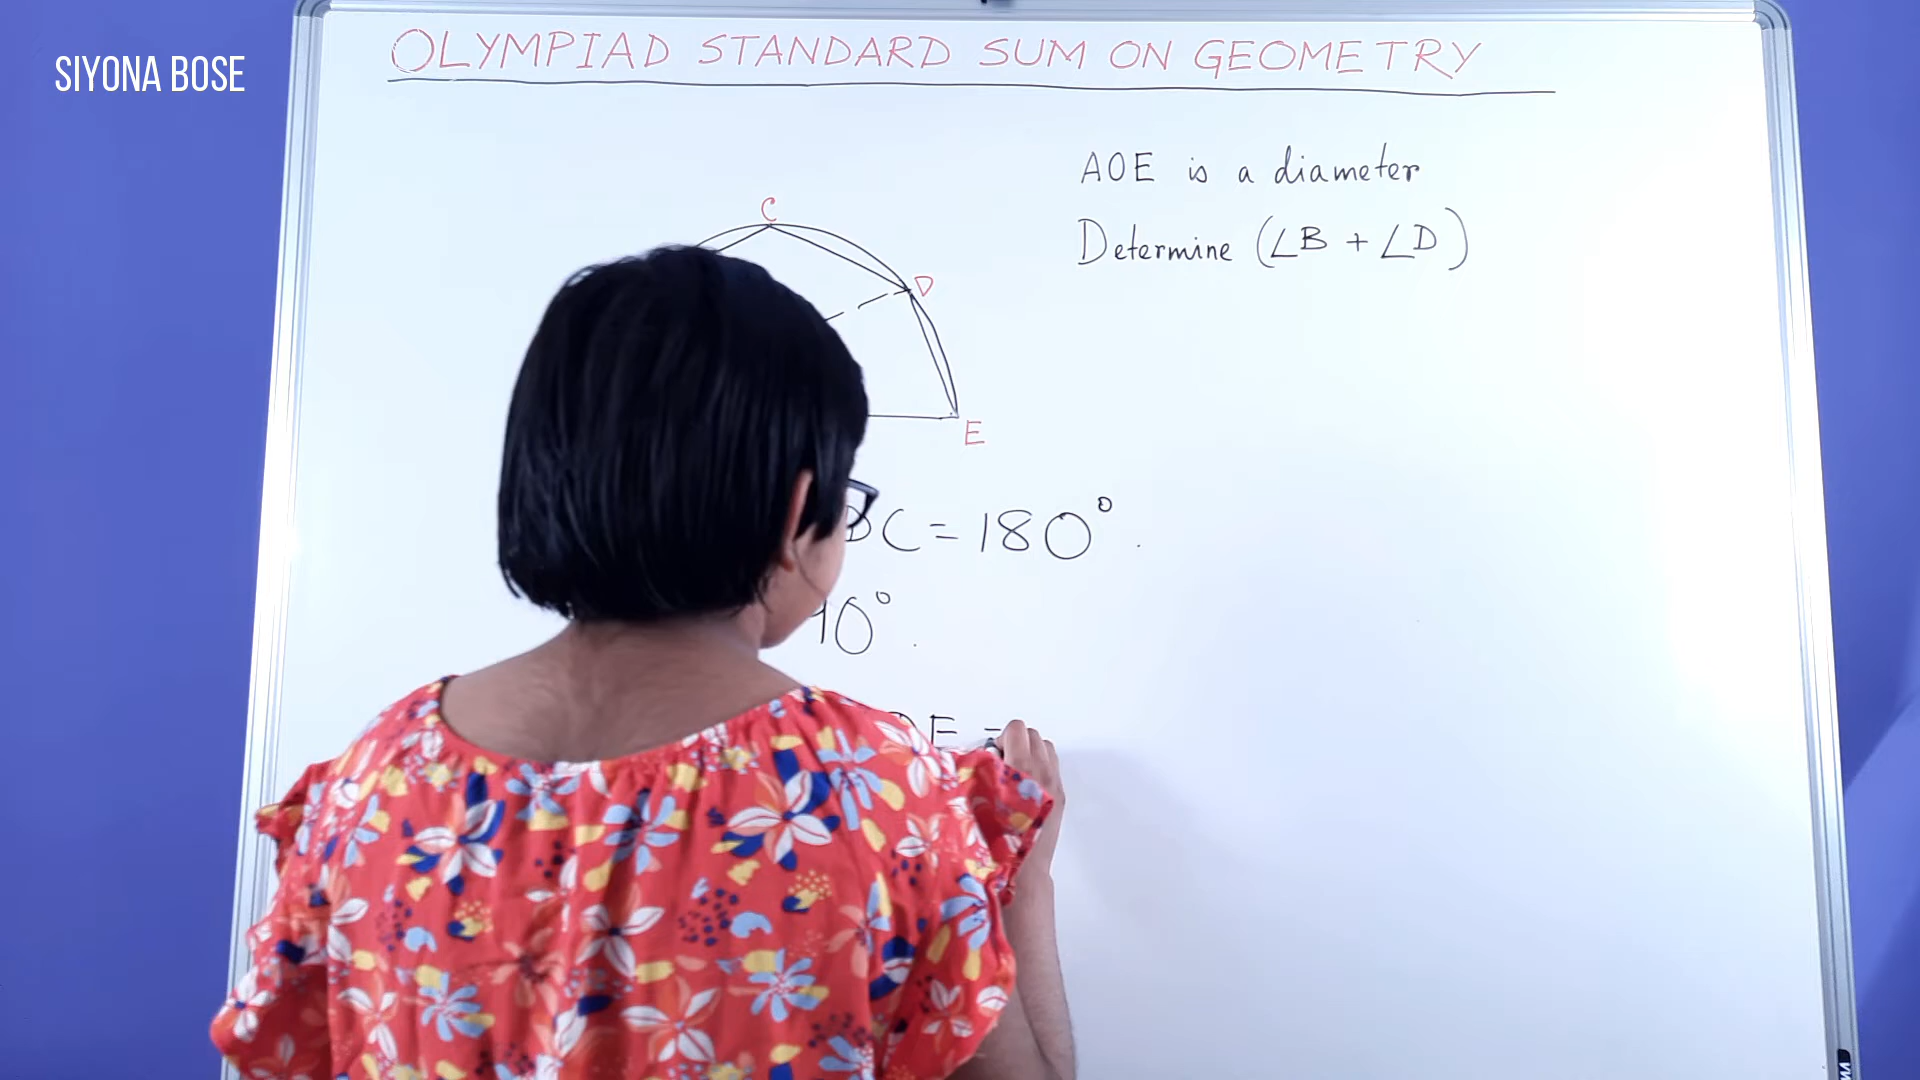 SIYONA BOSE
OLYMPIAD STANDARD SUM ON GEOMETRY
AOE is a diameter
Determine (∠B + ∠D)
C
D
E
C = 180°.
0°.
E =